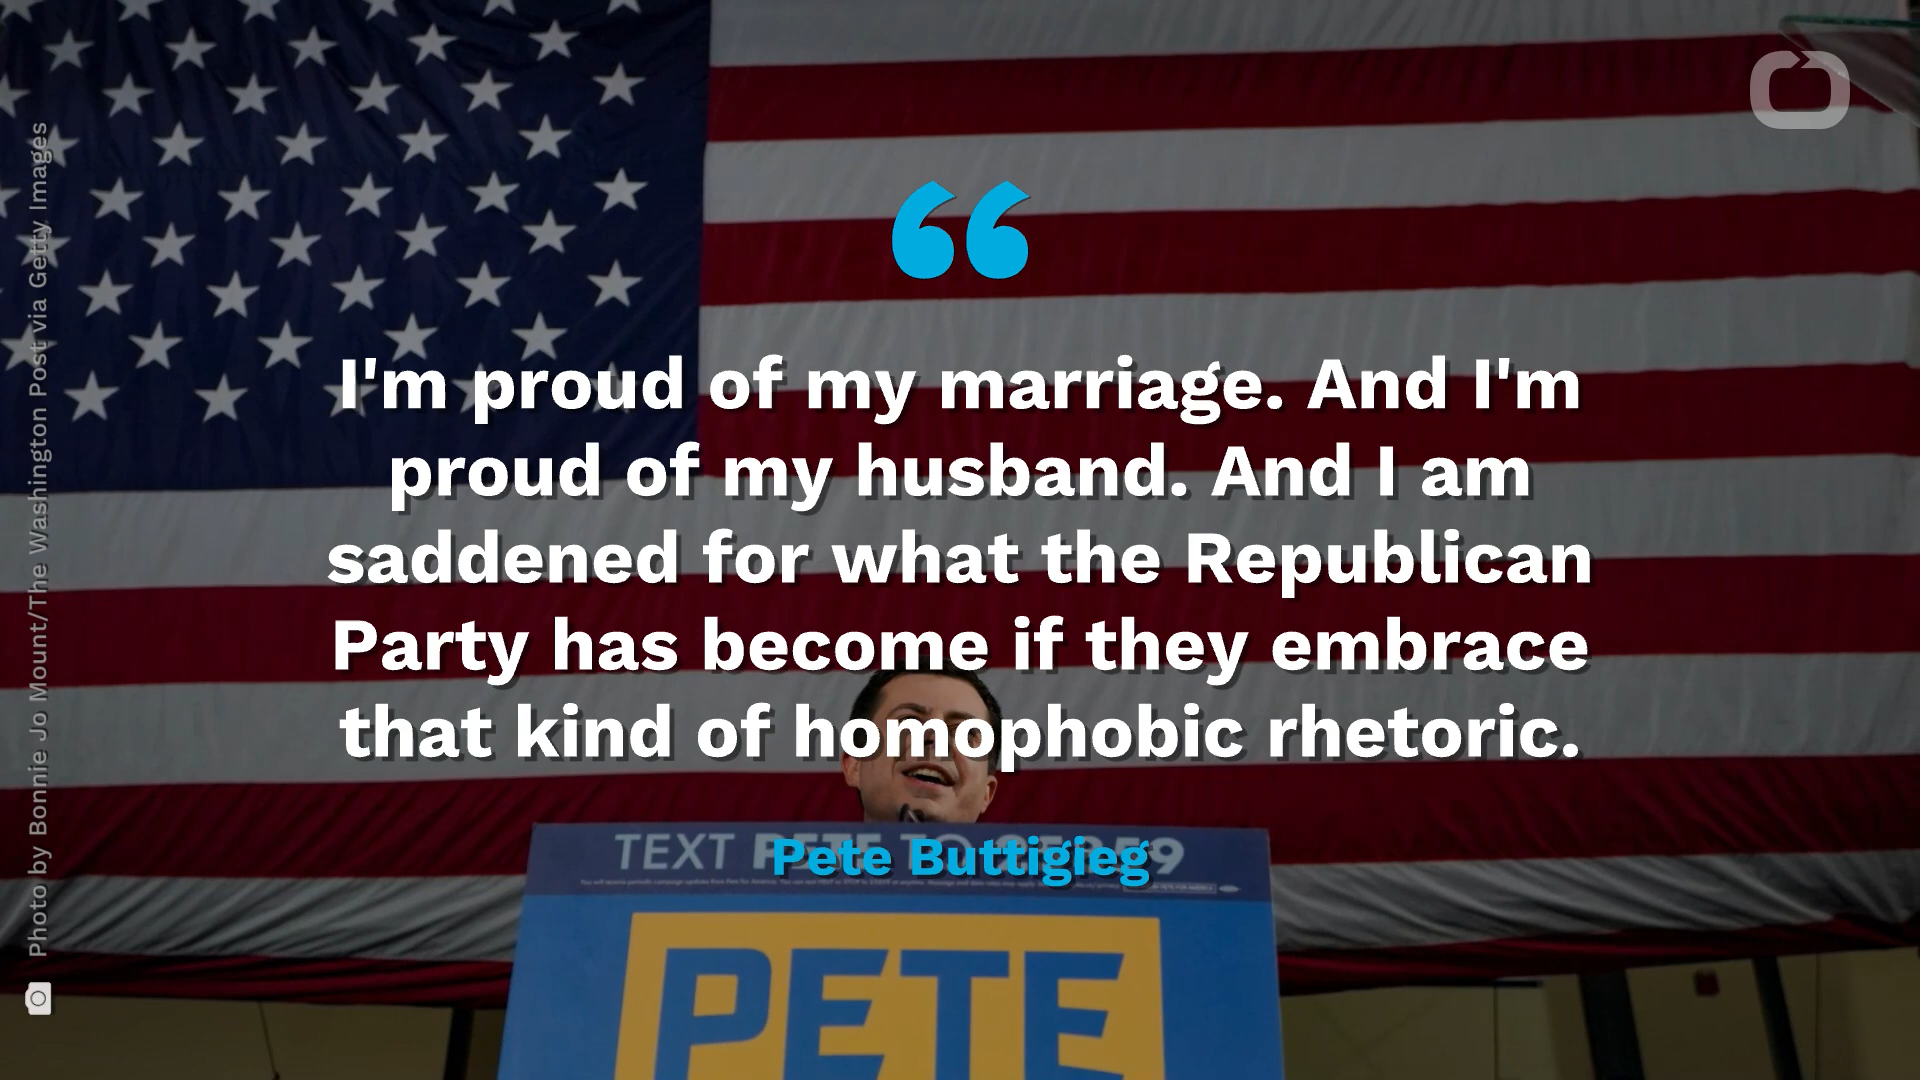 I'm proud of my marriage. And I'm
proud of my husband. And I am
saddened for what the Republican
Party has become if they embrace
that kind of homophobic rhetoric.
Pete Buttigieg
TEXT
PETE
Photo by Bonnie Jo Mount/The Washington Post via Getty Images